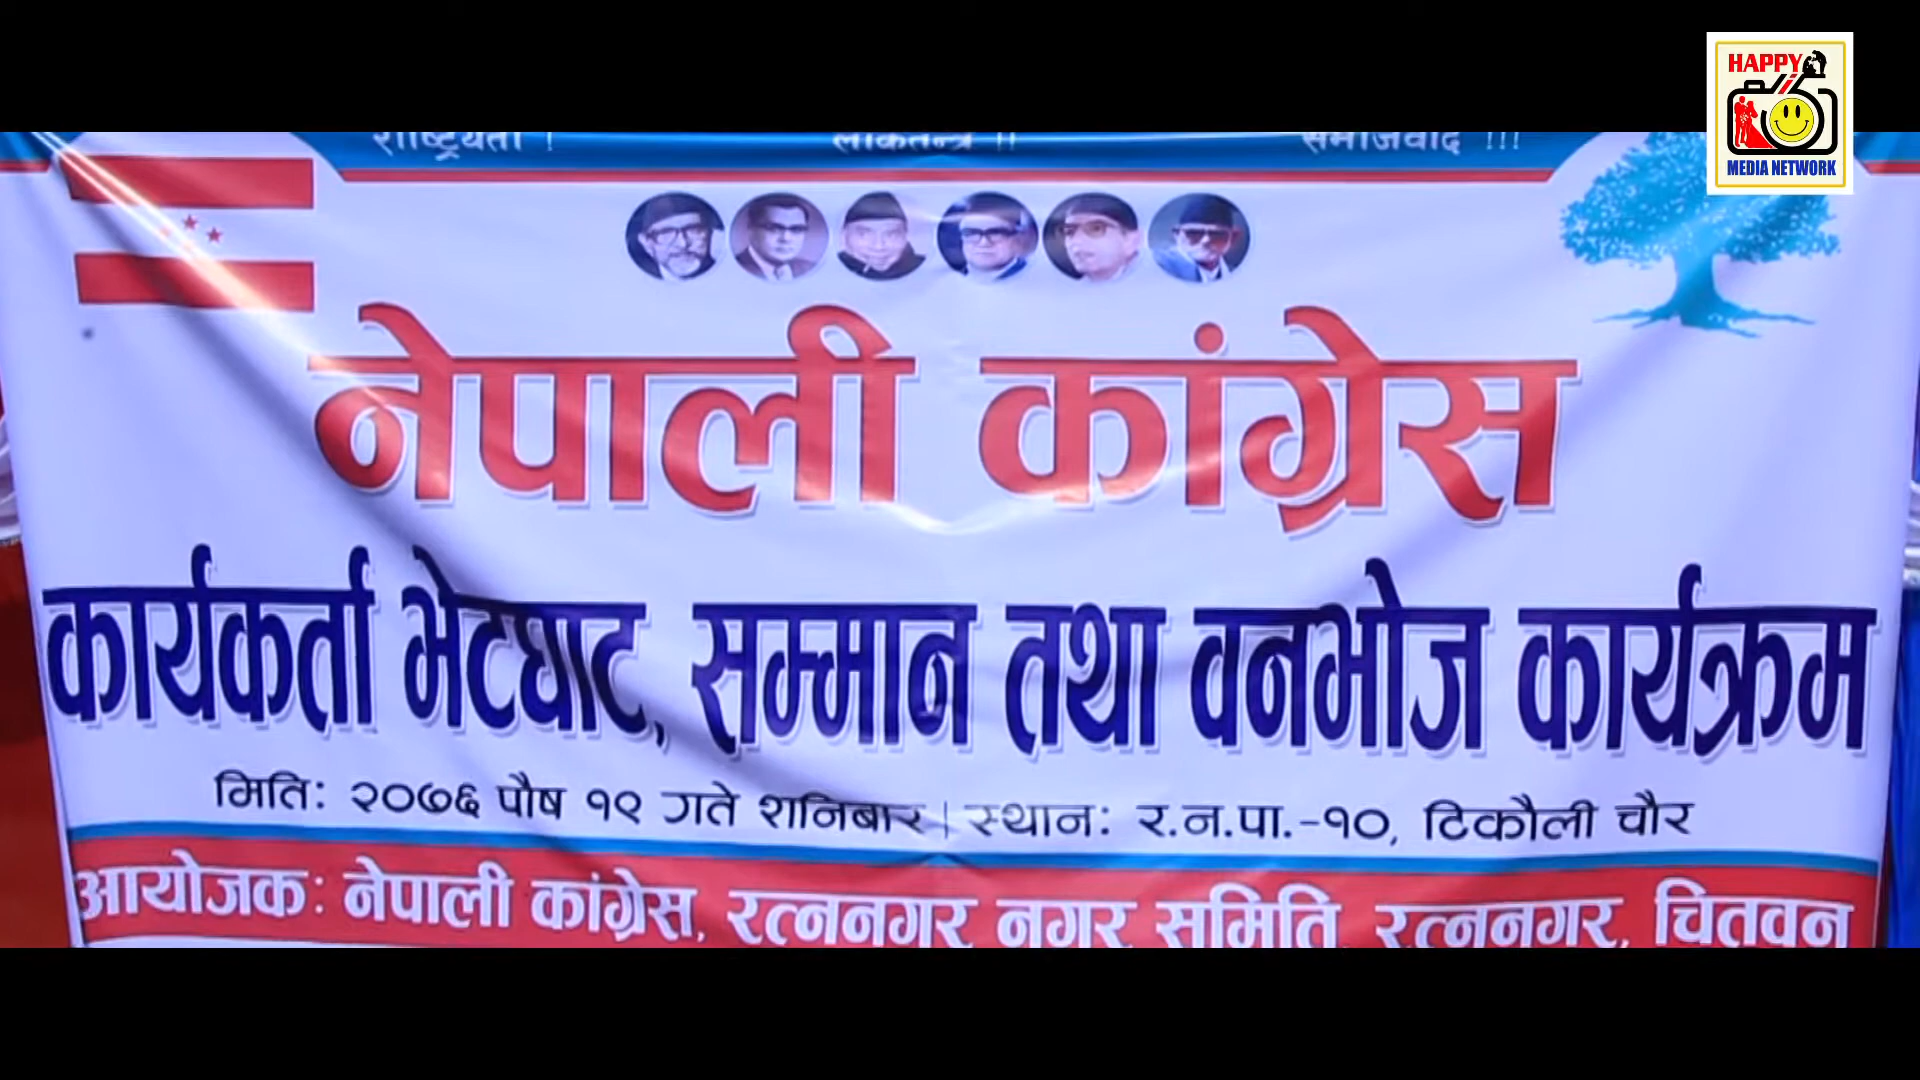 HAPPY
MEDIA NETWORK
राष्ट्रियता ! लोकतन्त्र !! समाजवाद !!!
नेपाली कांग्रेस
कार्यकर्ता भेटघाट, सम्मान तथा वनभोज कार्यक्रम
मितिः २०७६ पौष १९ गते शनिबार | स्थानः र.न.पा.-१०, टिकौली चौर
आयोजकः नेपाली कांग्रेस, रत्ननगर नगर समिति, रत्ननगर, चितवन